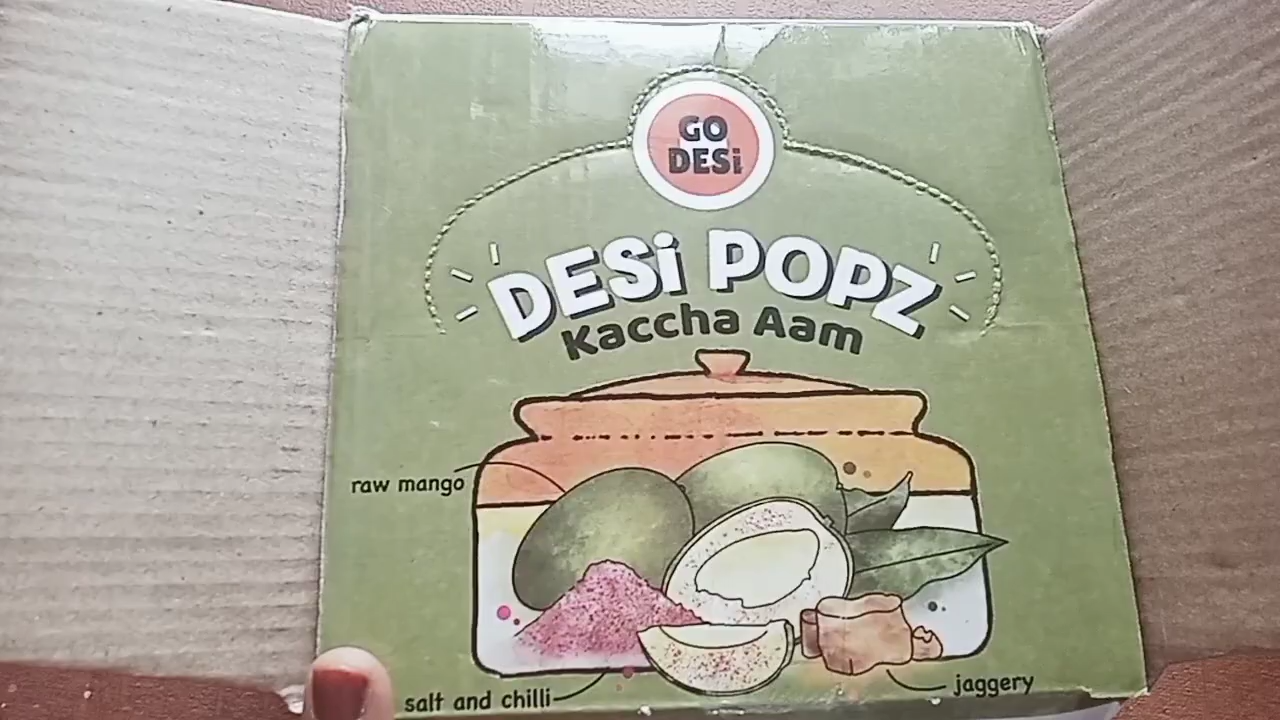 GO
DESi
DESi POPZ
Kaccha Aam
raw mango
salt and chilli
jaggery